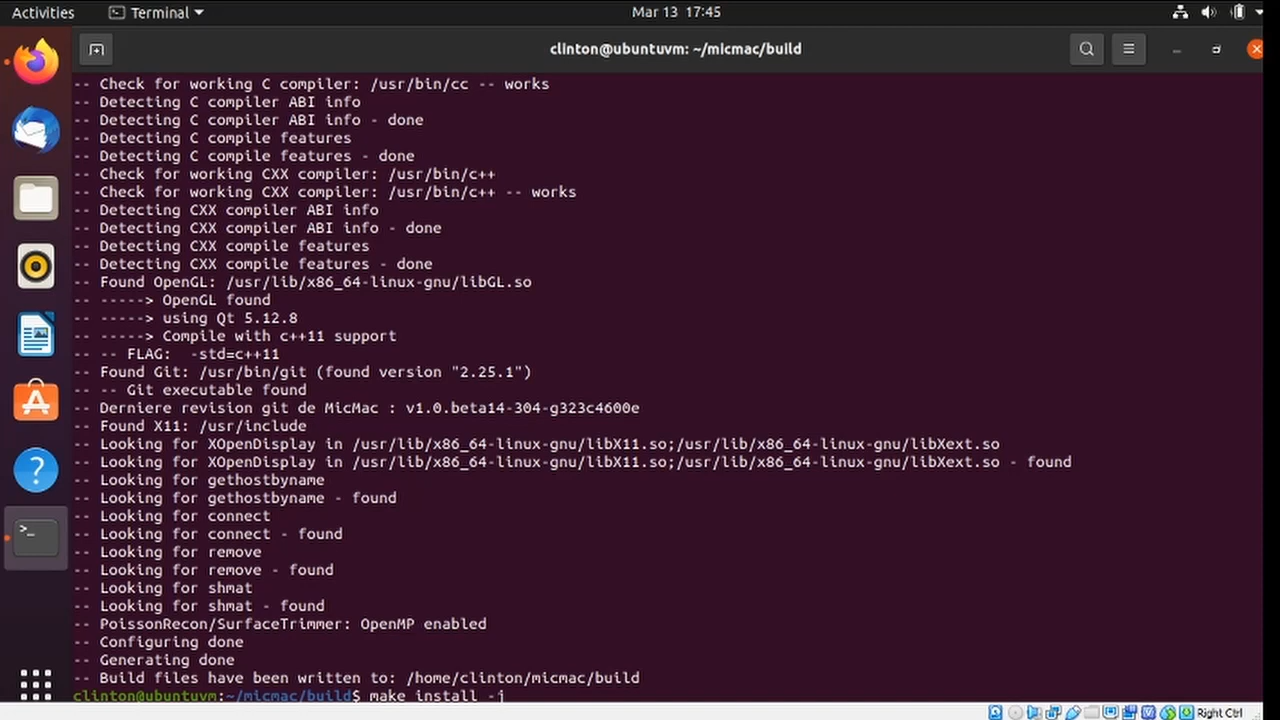 Activities
Terminal
Mar 13 17:45
clinton@ubuntuvm: ~/micmac/build
-- Check for working C compiler: /usr/bin/cc -- works
-- Detecting C compiler ABI info
-- Detecting C compiler ABI info - done
-- Detecting C compile features
-- Detecting C compile features - done
-- Check for working CXX compiler: /usr/bin/c++
-- Check for working CXX compiler: /usr/bin/c++ -- works
-- Detecting CXX compiler ABI info
-- Detecting CXX compiler ABI info - done
-- Detecting CXX compile features
-- Detecting CXX compile features - done
-- Found OpenGL: /usr/lib/x86_64-linux-gnu/libGL.so
-- -----> OpenGL found
-- -----> using Qt 5.12.8
-- -----> Compile with c++11 support
-- -- FLAG:  -std=c++11
-- Found Git: /usr/bin/git (found version "2.25.1")
-- -- Git executable found
-- Derniere revision git de MicMac : v1.0.beta14-304-g323c4600e
-- Found X11: /usr/include
-- Looking for XOpenDisplay in /usr/lib/x86_64-linux-gnu/libX11.so;/usr/lib/x86_64-linux-gnu/libXext.so
-- Looking for XOpenDisplay in /usr/lib/x86_64-linux-gnu/libX11.so;/usr/lib/x86_64-linux-gnu/libXext.so - found
-- Looking for gethostbyname
-- Looking for gethostbyname - found
-- Looking for connect
-- Looking for connect - found
-- Looking for remove
-- Looking for remove - found
-- Looking for shmat
-- Looking for shmat - found
-- PoissonRecon/SurfaceTrimmer: OpenMP enabled
-- Configuring done
-- Generating done
-- Build files have been written to: /home/clinton/micmac/build
clinton@ubuntuvm:~/micmac/build$ make install -j
Right Ctrl